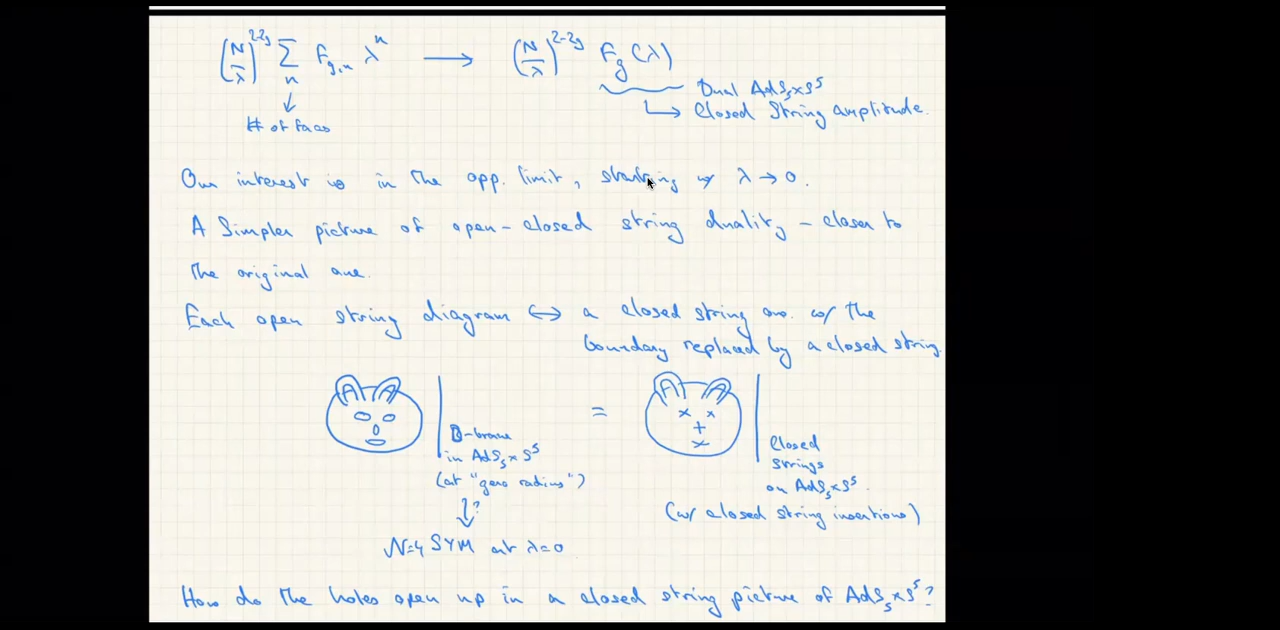 (N/λ)^{2-2g} Σ_n F_{g,n} λ^n → (N/λ)^{2-2g} F_g(λ)
Dual AdS₅×S⁵
↳ Closed String amplitude.
# of faces
Our interest is in the opp. limit, starting w/ λ → 0.
A Simpler picture of open-closed string duality - closer to
the original one.
Each open string diagram ↔ a closed string one w/ the
boundary replaced by a closed string.
=
D-brane
in AdS₅×S⁵
(at "zero radius")
?
N=4 SYM at λ=0
Closed
strings
on AdS₅×S⁵.
(w/ closed string insertions)
How do the holes open up in a closed string picture of AdS₅×S⁵?